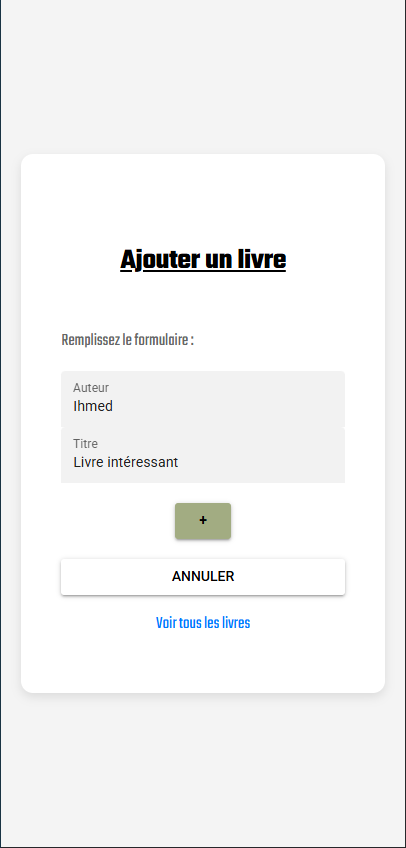 Ajouter un livre
Remplissez le formulaire :
Auteur
Ihmed
Titre
Livre intéressant
+
ANNULER
Voir tous les livres